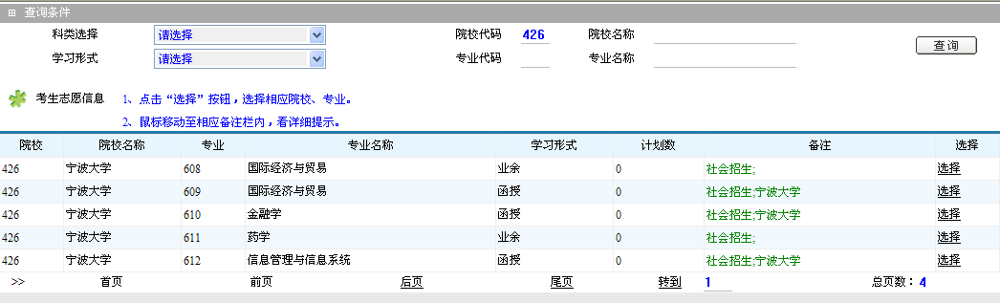 查询条件
科类选择 请选择 院校代码 426 院校名称
学习形式 请选择 专业代码 专业名称
查 询
考生志愿信息 1、点击“选择”按钮，选择相应院校、专业。
2、鼠标移动至相应备注栏内，看详细提示。
院校 院校名称 专业 专业名称 学习形式 计划数 备注 选择
426 宁波大学 608 国际经济与贸易 业余 0 社会招生; 选择
426 宁波大学 609 国际经济与贸易 函授 0 社会招生;宁波大学 选择
426 宁波大学 610 金融学 函授 0 社会招生;宁波大学 选择
426 宁波大学 611 药学 业余 0 社会招生; 选择
426 宁波大学 612 信息管理与信息系统 函授 0 社会招生;宁波大学 选择
>> 首页 前页 后页 尾页 转到 1 总页数：4